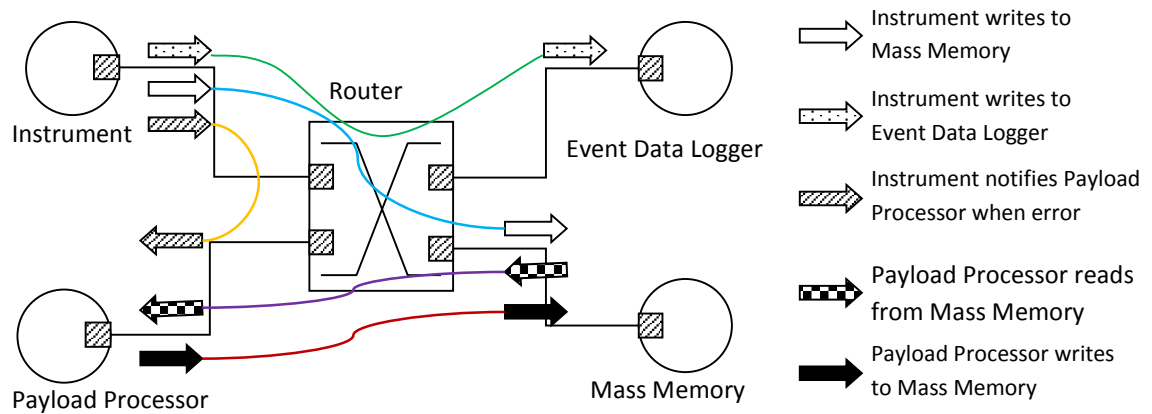 Instrument
Router
Event Data Logger
Payload Processor
Mass Memory
Instrument writes to
Mass Memory
Instrument writes to
Event Data Logger
Instrument notifies Payload
Processor when error
Payload Processor reads
from Mass Memory
Payload Processor writes
to Mass Memory